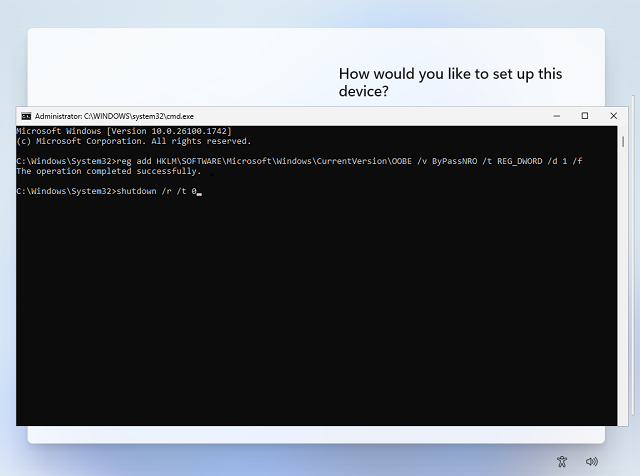 How would you like to set up this
device?
Administrator: C:\WINDOWS\system32\cmd.exe
Microsoft Windows [Version 10.0.26100.1742]
(c) Microsoft Corporation. All rights reserved.
C:\Windows\System32>reg add HKLM\SOFTWARE\Microsoft\Windows\CurrentVersion\OOBE /v ByPassNRO /t REG_DWORD /d 1 /f
The operation completed successfully.
C:\Windows\System32>shutdown /r /t 0